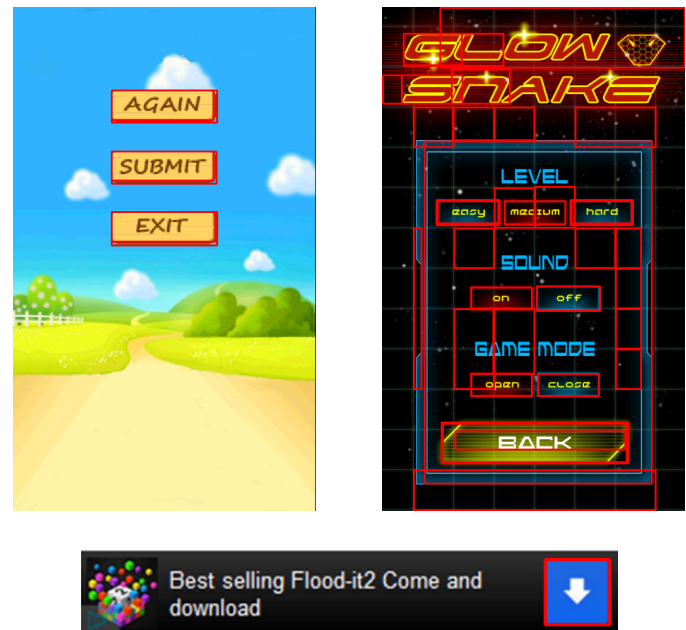 AGAIN
SUBMIT
EXIT
GLOW
SNAKE
LEVEL
easy medium hard
SOUND
on off
GAME MODE
open close
BACK
Best selling Flood-it2 Come and
download